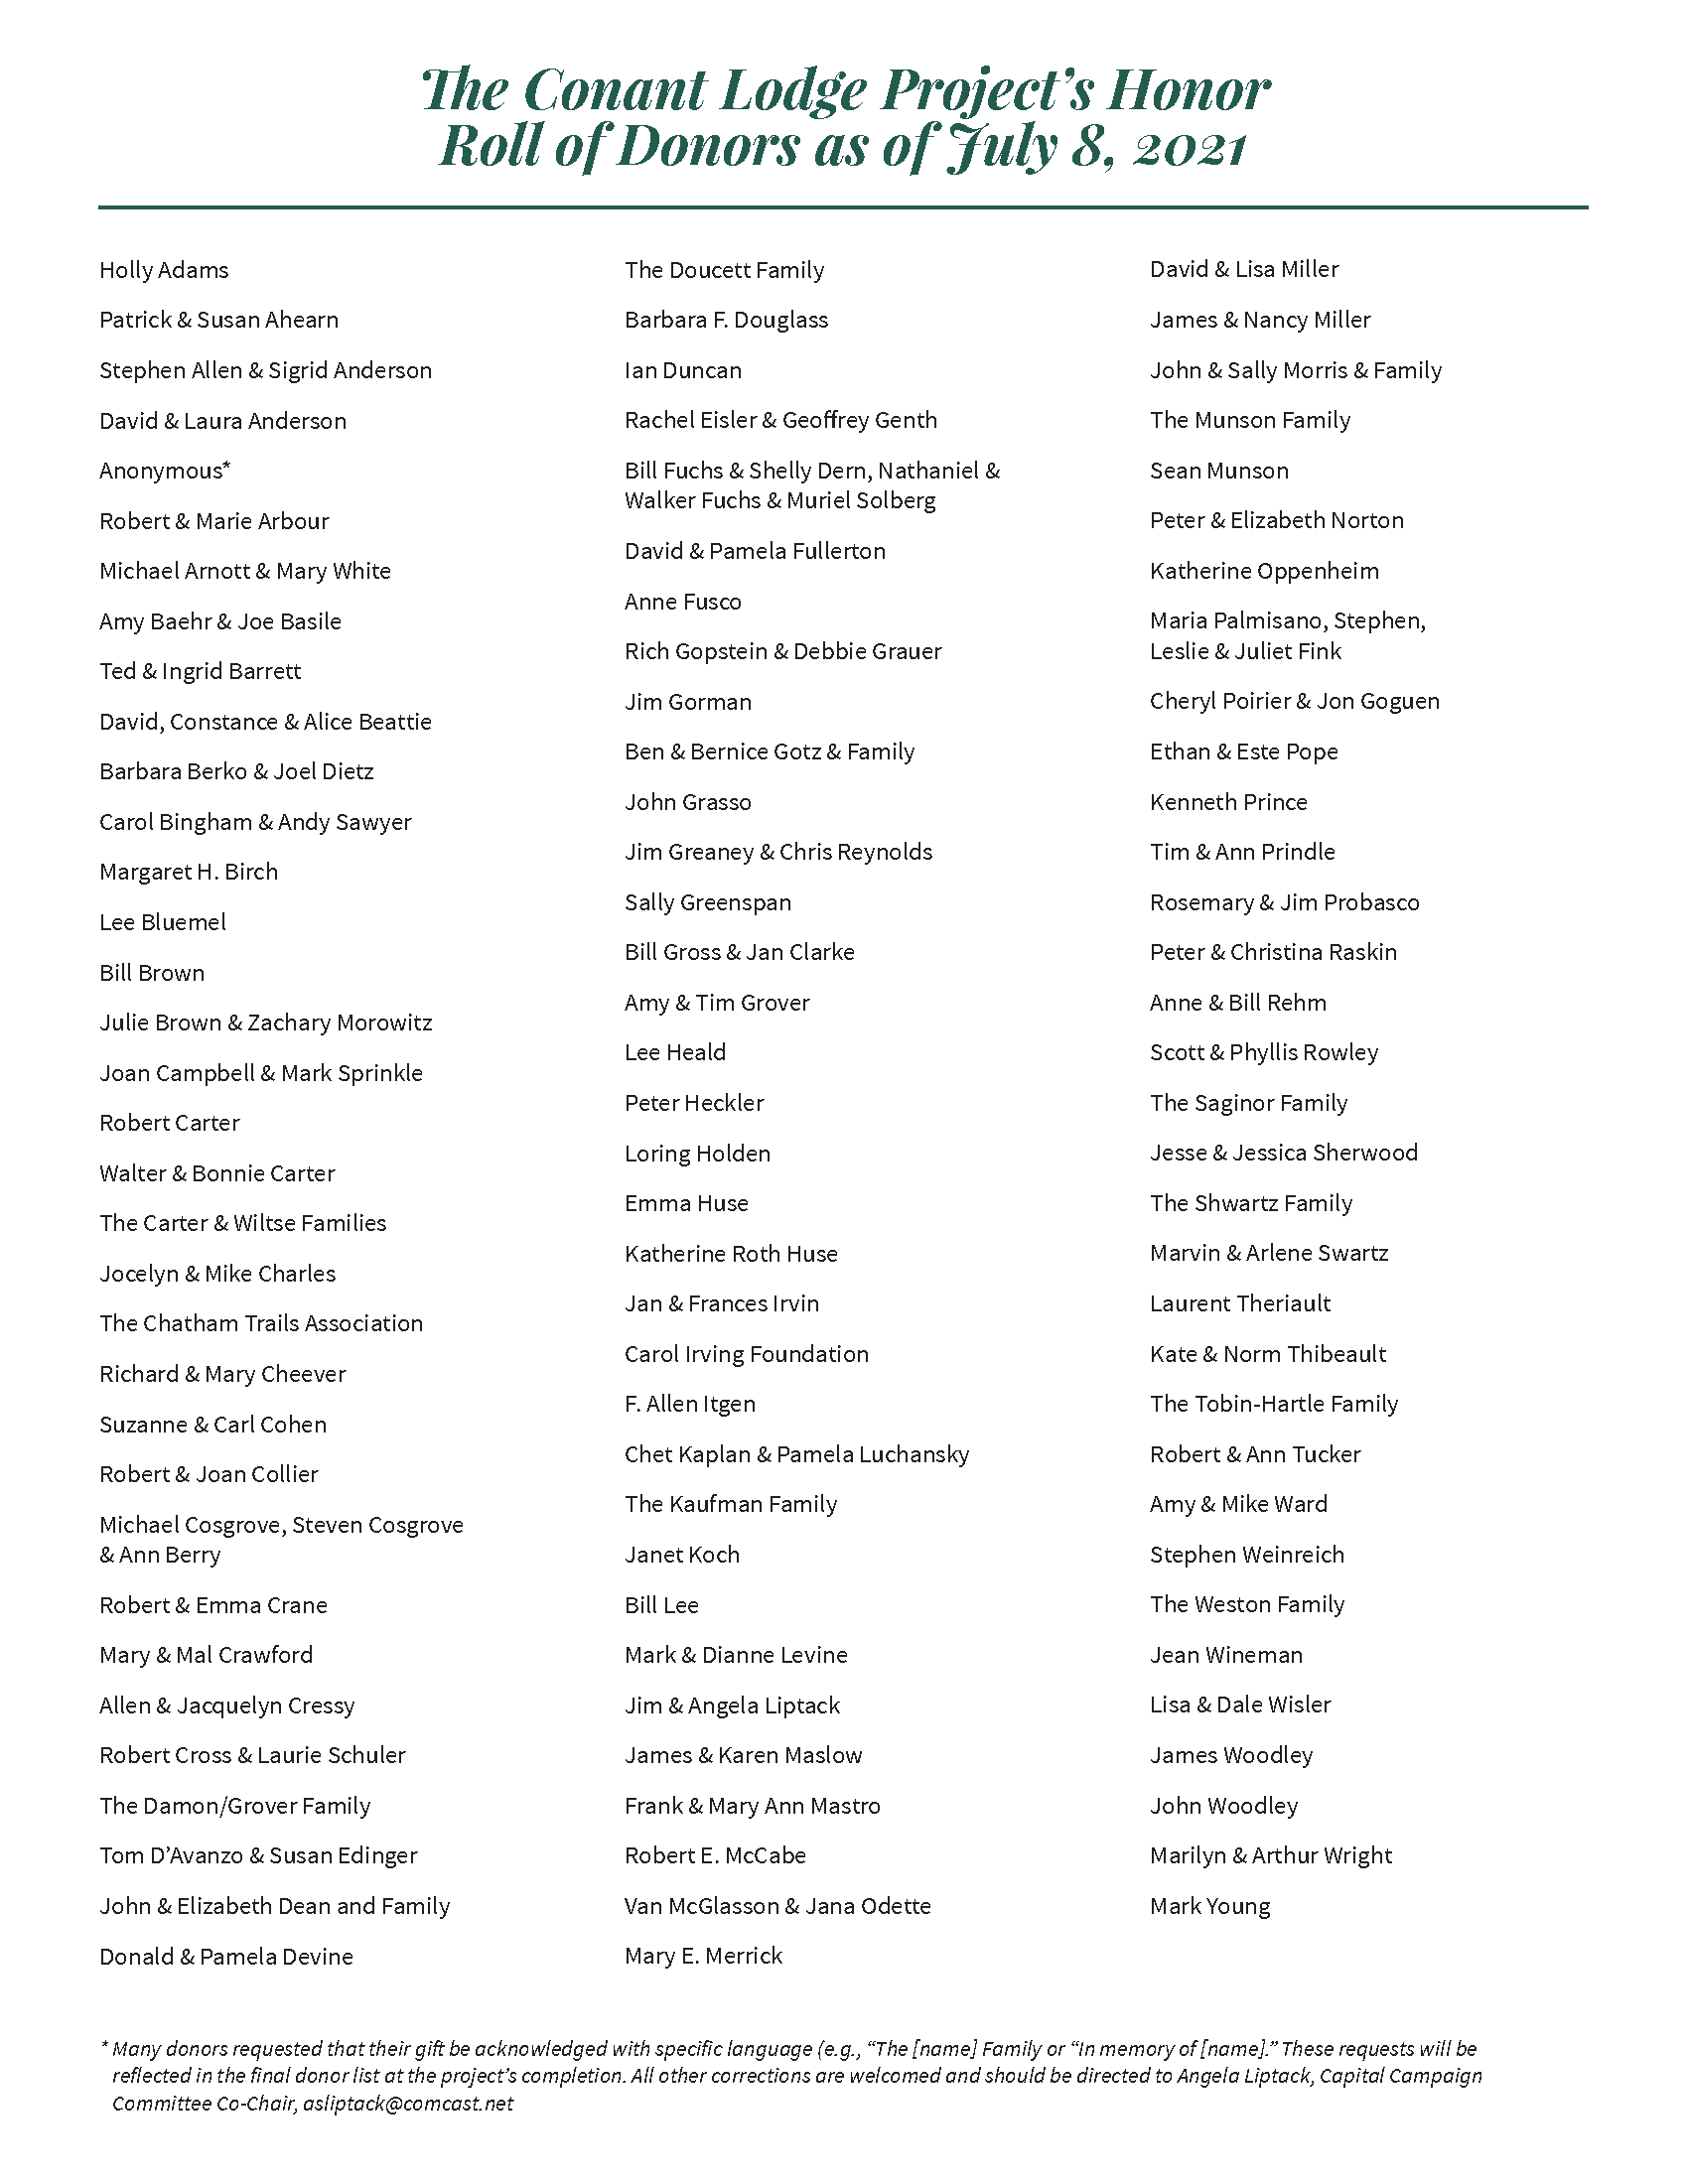 The Conant Lodge Project’s Honor
Roll of Donors as of July 8, 2021
Holly Adams
Patrick & Susan Ahearn
Stephen Allen & Sigrid Anderson
David & Laura Anderson
Anonymous*
Robert & Marie Arbour
Michael Arnott & Mary White
Amy Baehr & Joe Basile
Ted & Ingrid Barrett
David, Constance & Alice Beattie
Barbara Berko & Joel Dietz
Carol Bingham & Andy Sawyer
Margaret H. Birch
Lee Bluemel
Bill Brown
Julie Brown & Zachary Morowitz
Joan Campbell & Mark Sprinkle
Robert Carter
Walter & Bonnie Carter
The Carter & Wiltse Families
Jocelyn & Mike Charles
The Chatham Trails Association
Richard & Mary Cheever
Suzanne & Carl Cohen
Robert & Joan Collier
Michael Cosgrove, Steven Cosgrove
& Ann Berry
Robert & Emma Crane
Mary & Mal Crawford
Allen & Jacquelyn Cressy
Robert Cross & Laurie Schuler
The Damon/Grover Family
Tom D’Avanzo & Susan Edinger
John & Elizabeth Dean and Family
Donald & Pamela Devine
The Doucett Family
Barbara F. Douglass
Ian Duncan
Rachel Eisler & Geoffrey Genth
Bill Fuchs & Shelly Dern, Nathaniel &
Walker Fuchs & Muriel Solberg
David & Pamela Fullerton
Anne Fusco
Rich Gopstein & Debbie Grauer
Jim Gorman
Ben & Bernice Gotz & Family
John Grasso
Jim Greaney & Chris Reynolds
Sally Greenspan
Bill Gross & Jan Clarke
Amy & Tim Grover
Lee Heald
Peter Heckler
Loring Holden
Emma Huse
Katherine Roth Huse
Jan & Frances Irvin
Carol Irving Foundation
F. Allen Itgen
Chet Kaplan & Pamela Luchansky
The Kaufman Family
Janet Koch
Bill Lee
Mark & Dianne Levine
Jim & Angela Liptack
James & Karen Maslow
Frank & Mary Ann Mastro
Robert E. McCabe
Van McGlasson & Jana Odette
Mary E. Merrick
David & Lisa Miller
James & Nancy Miller
John & Sally Morris & Family
The Munson Family
Sean Munson
Peter & Elizabeth Norton
Katherine Oppenheim
Maria Palmisano, Stephen,
Leslie & Juliet Fink
Cheryl Poirier & Jon Goguen
Ethan & Este Pope
Kenneth Prince
Tim & Ann Prindle
Rosemary & Jim Probasco
Peter & Christina Raskin
Anne & Bill Rehm
Scott & Phyllis Rowley
The Saginor Family
Jesse & Jessica Sherwood
The Shwartz Family
Marvin & Arlene Swartz
Laurent Theriault
Kate & Norm Thibeault
The Tobin-Hartle Family
Robert & Ann Tucker
Amy & Mike Ward
Stephen Weinreich
The Weston Family
Jean Wineman
Lisa & Dale Wisler
James Woodley
John Woodley
Marilyn & Arthur Wright
Mark Young
* Many donors requested that their gift be acknowledged with specific language (e.g., “The [name] Family or “In memory of [name].” These requests will be
reflected in the final donor list at the project’s completion. All other corrections are welcomed and should be directed to Angela Liptack, Capital Campaign
Committee Co-Chair, asliptack@comcast.net